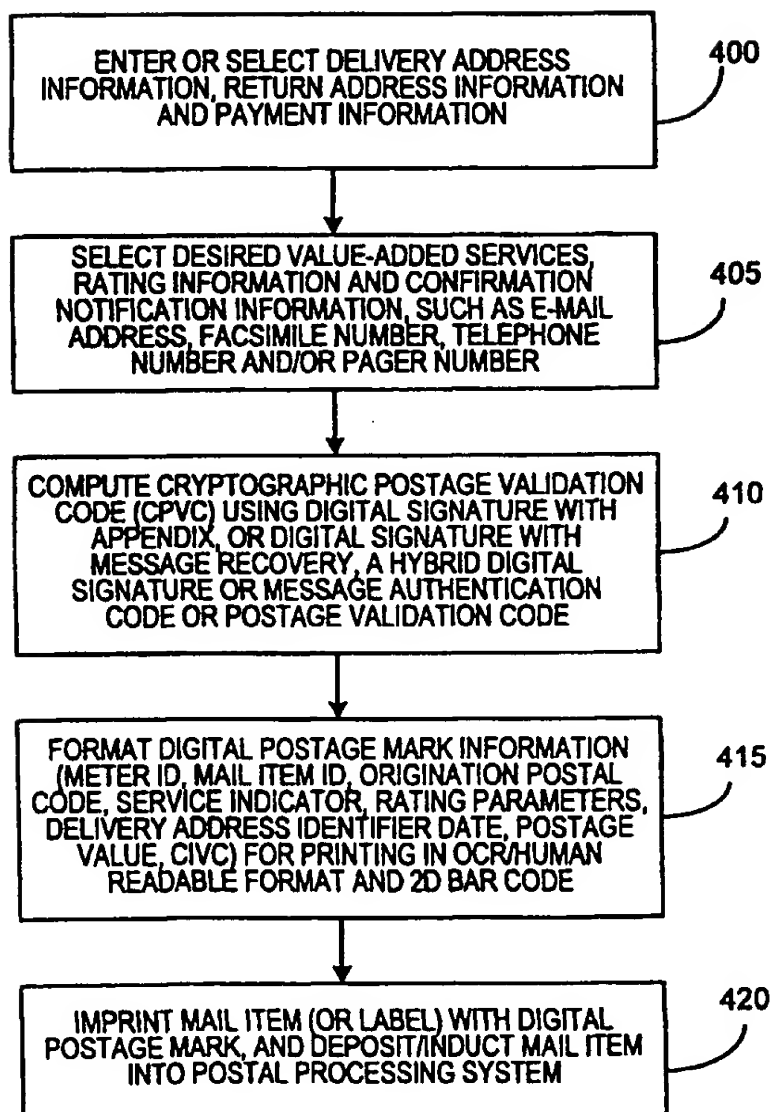 ENTER OR SELECT DELIVERY ADDRESS
INFORMATION, RETURN ADDRESS INFORMATION
AND PAYMENT INFORMATION
400
SELECT DESIRED VALUE-ADDED SERVICES,
RATING INFORMATION AND CONFIRMATION
NOTIFICATION INFORMATION, SUCH AS E-MAIL
ADDRESS, FACSIMILE NUMBER, TELEPHONE
NUMBER AND/OR PAGER NUMBER
405
COMPUTE CRYPTOGRAPHIC POSTAGE VALIDATION
CODE (CPVC) USING DIGITAL SIGNATURE WITH
APPENDIX, OR DIGITAL SIGNATURE WITH
MESSAGE RECOVERY, A HYBRID DIGITAL
SIGNATURE OR MESSAGE AUTHENTICATION
CODE OR POSTAGE VALIDATION CODE
410
FORMAT DIGITAL POSTAGE MARK INFORMATION
(METER ID, MAIL ITEM ID, ORIGINATION POSTAL
CODE, SERVICE INDICATOR, RATING PARAMETERS,
DELIVERY ADDRESS IDENTIFIER DATE, POSTAGE
VALUE, CIVC) FOR PRINTING IN OCR/HUMAN
READABLE FORMAT AND 2D BAR CODE
415
IMPRINT MAIL ITEM (OR LABEL) WITH DIGITAL
POSTAGE MARK, AND DEPOSIT/INDUCT MAIL ITEM
INTO POSTAL PROCESSING SYSTEM
420